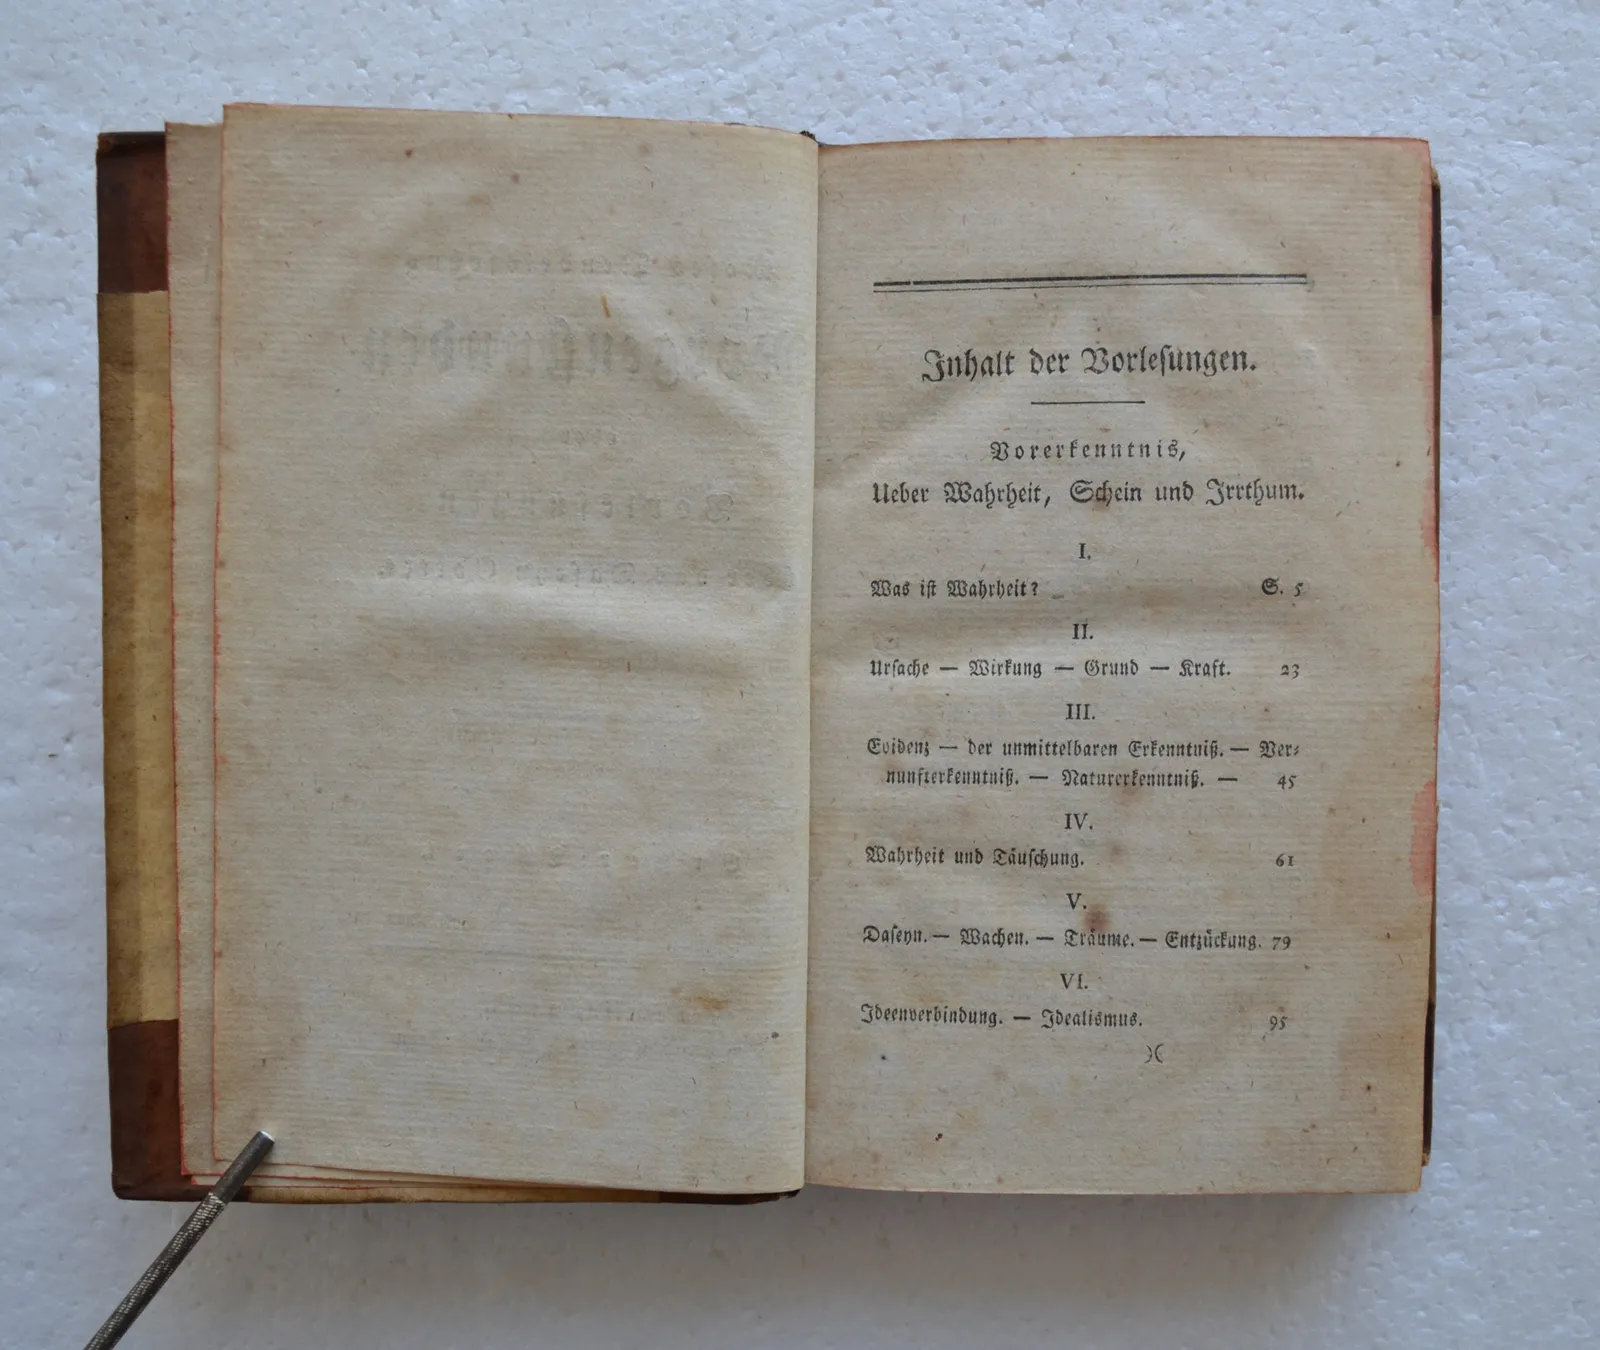 Inhalt der Vorlesungen.
Vorerkenntnis,
Ueber Wahrheit, Schein und Irrthum.
I.
Was ist Wahrheit? S. 5
II.
Ursache — Wirkung — Grund — Kraft. 23
III.
Evidenz — der unmittelbaren Erkenntniß. — Ver-
nunfterkenntniß. — Naturerkenntniß. — 45
IV.
Wahrheit und Täuschung. 61
V.
Daseyn. — Wachen. — Träume. — Entzückung. 79
VI.
Ideenverbindung. — Idealismus. 95
)(